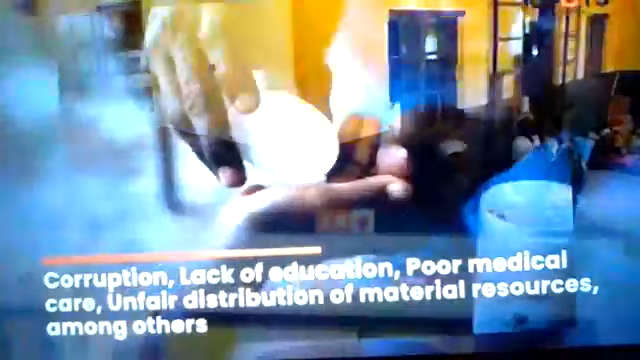 Corruption, Lack of education, Poor medical
care, Unfair distribution of material resources,
among others